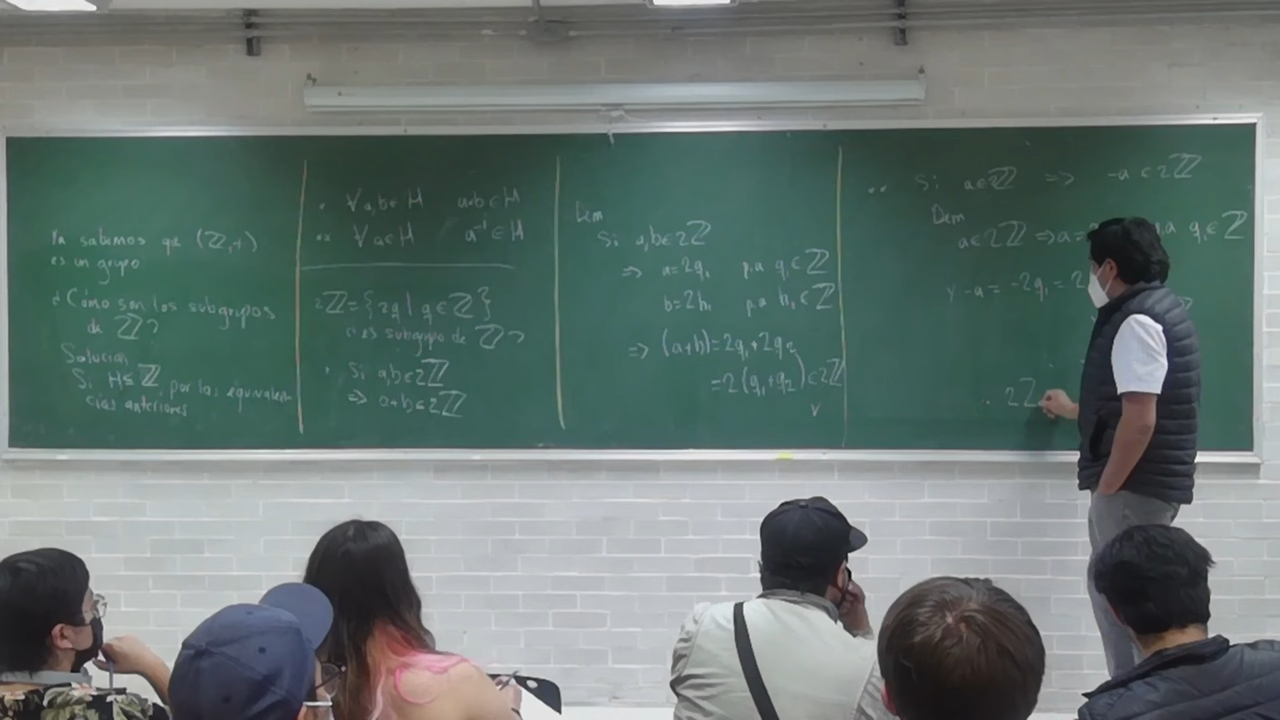 Ya sabemos que (ℤ,+)
es un grupo
¿Cómo son los subgrupos
de ℤ?
Solución
Si H≤ℤ, por las equivalen
cias anteriores
• ∀a,b∈H a*b∈H
** ∀a∈H a⁻¹∈H
2ℤ={2q | q∈ℤ}
¿es subgrupo de ℤ?
• Si a,b∈2ℤ
⇒ a+b∈2ℤ
Dem
Si a,b∈2ℤ
⇒ a=2q₁ p.a q₁∈ℤ
b=2h₁ p.a h₁∈ℤ
⇒ (a+b)=2q₁+2q₂
=2(q₁+q₂)∈2ℤ
•• Si a∈2ℤ ⇒ -a∈2ℤ
Dem
a∈2ℤ ⇒ a= q₁∈ℤ
y -a=-2q₁=2
2ℤ